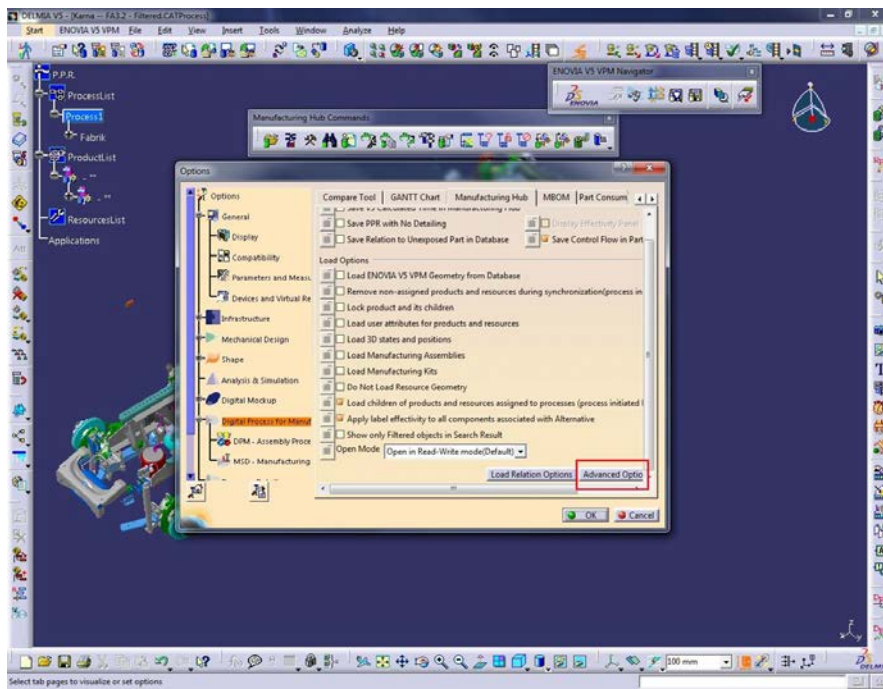 DELMIA V5 - [Karna -- FA3.2 - Filtered.CATProcess]
Start ENOVIA V5 VPM File Edit View Insert Tools Window Analyze Help
ENOVIA V5 VPM Navigator
ENOVIA
P.P.R.
ProcessList
Process1
Fabrik
ProductList
ResourcesList
Applications
Manufacturing Hub Commands
Options
Options
General
Display
Compatibility
Parameters and Measu
Devices and Virtual Re
Infrastructure
Mechanical Design
Shape
Analysis & Simulation
Digital Mockup
Digital Process for Manuf
DPM - Assembly Proce
MSD - Manufacturing
Compare Tool GANTT Chart Manufacturing Hub MBOM Part Consum
Save V5 Calculated Time in Manufacturing Hub
Save PPR with No Detailing Display Effectivity Panel
Save Relation to Unexposed Part in Database Save Control Flow in Part
Load Options
Load ENOVIA V5 VPM Geometry from Database
Remove non-assigned products and resources during synchronization(process in
Lock product and its children
Load user attributes for products and resources
Load 3D states and positions
Load Manufacturing Assemblies
Load Manufacturing Kits
Do Not Load Resource Geometry
Load children of products and resources assigned to processes (process initiated
Apply label effectivity to all components associated with Alternative
Show only Filtered objects in Search Result
Open Mode Open in Read-Write mode(Default)
Load Relation Options Advanced Optio
OK Cancel
100 mm
Select tab pages to visualize or set options